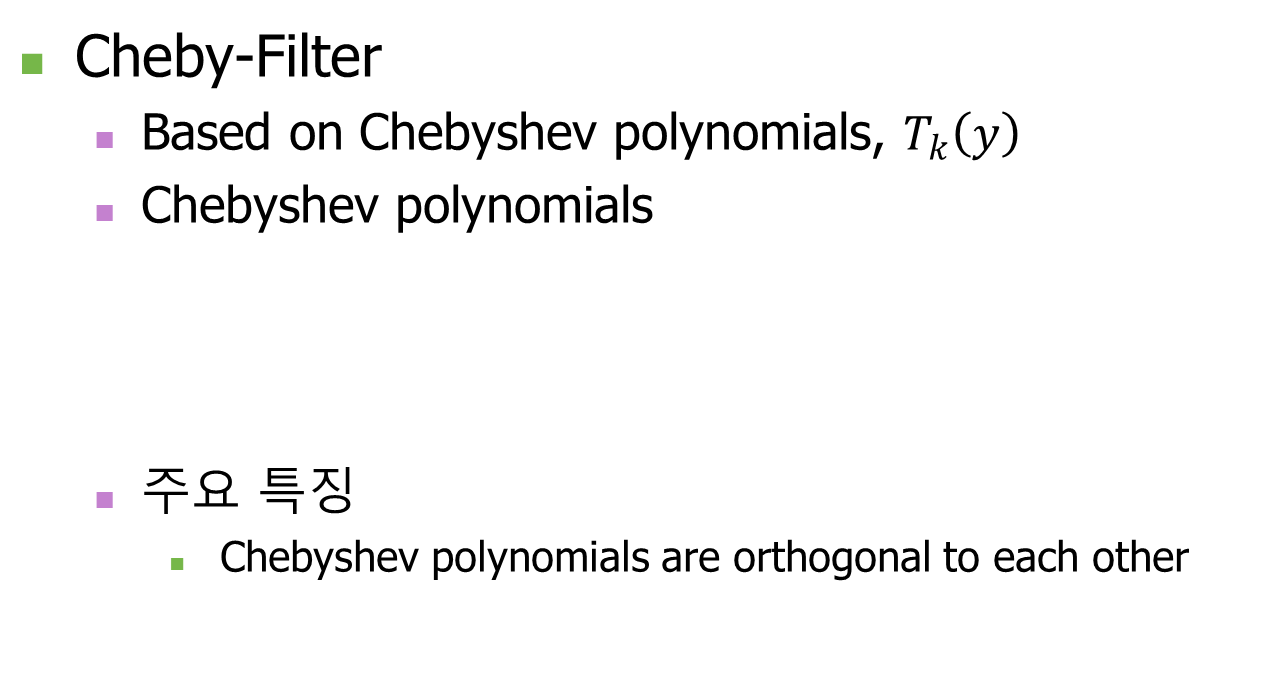 Cheby-Filter
Based on Chebyshev polynomials, T_k(y)
Chebyshev polynomials
주요 특징
Chebyshev polynomials are orthogonal to each other